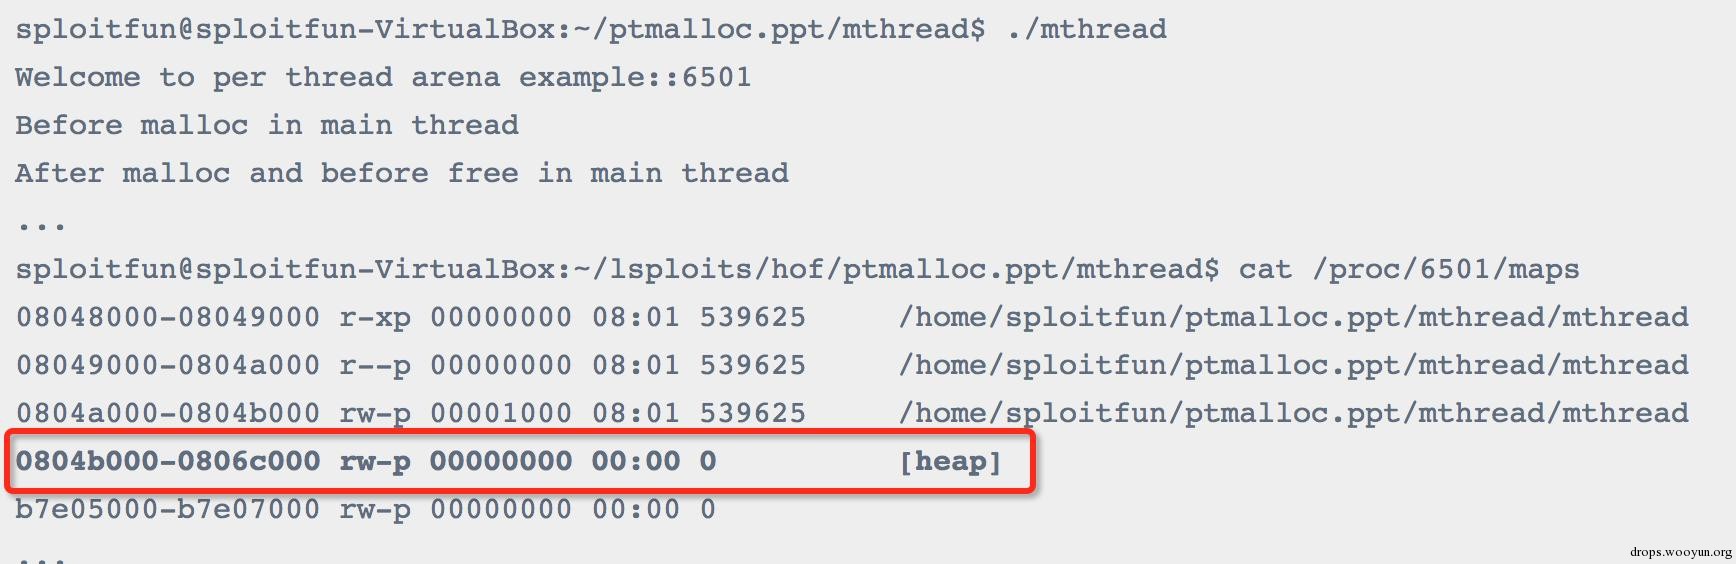 sploitfun@sploitfun-VirtualBox:~/ptmalloc.ppt/mthread$ ./mthread
Welcome to per thread arena example::6501
Before malloc in main thread
After malloc and before free in main thread
...
sploitfun@sploitfun-VirtualBox:~/lsploits/hof/ptmalloc.ppt/mthread$ cat /proc/6501/maps
08048000-08049000 r-xp 00000000 08:01 539625     /home/sploitfun/ptmalloc.ppt/mthread/mthread
08049000-0804a000 r--p 00000000 08:01 539625     /home/sploitfun/ptmalloc.ppt/mthread/mthread
0804a000-0804b000 rw-p 00001000 08:01 539625     /home/sploitfun/ptmalloc.ppt/mthread/mthread
0804b000-0806c000 rw-p 00000000 00:00 0          [heap]
b7e05000-b7e07000 rw-p 00000000 00:00 0
...
drops.wooyun.org